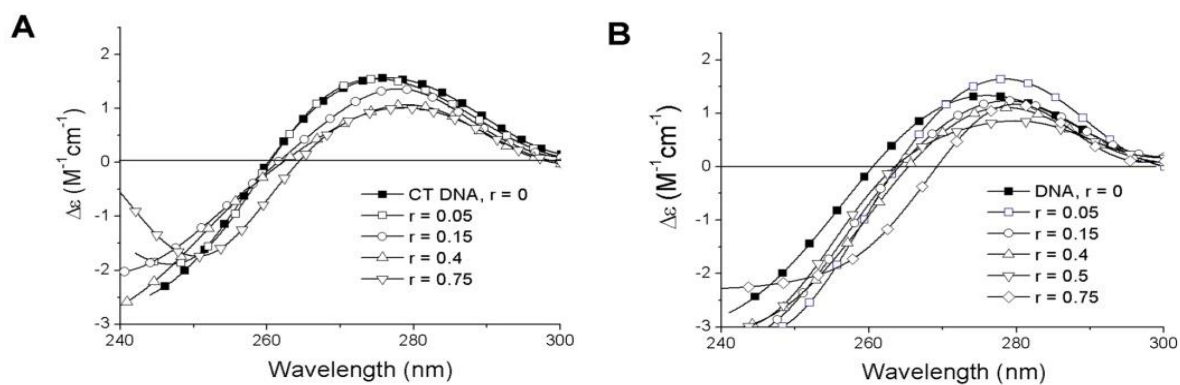 A
Δε (M⁻¹cm⁻¹)
2
1
0
-1
-2
-3
CT DNA, r = 0
r = 0.05
r = 0.15
r = 0.4
r = 0.75
240 260 280 300
Wavelength (nm)
B
Δε (M⁻¹cm⁻¹)
2
1
0
-1
-2
-3
DNA, r = 0
r = 0.05
r = 0.15
r = 0.4
r = 0.5
r = 0.75
240 260 280 300
Wavelength (nm)